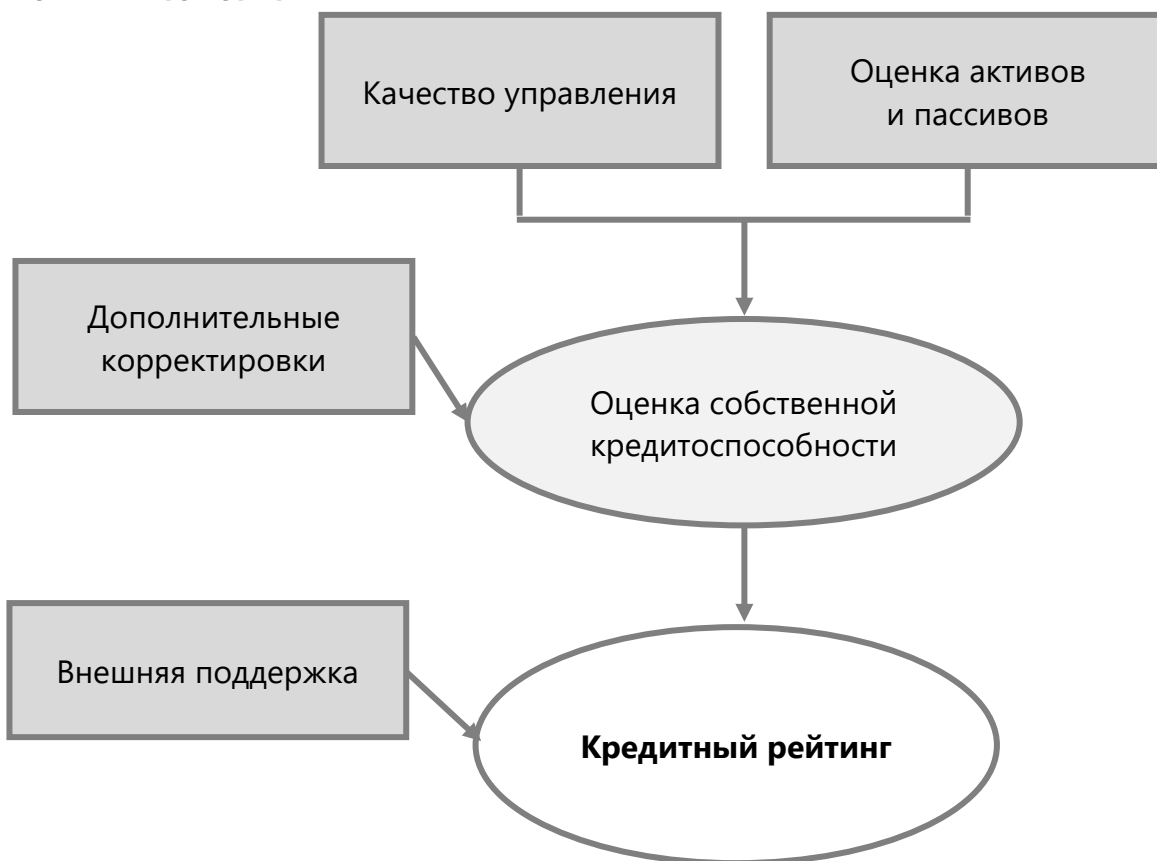 Качество управления
Оценка активов
и пассивов
Дополнительные
корректировки
Оценка собственной
кредитоспособности
Внешняя поддержка
Кредитный рейтинг